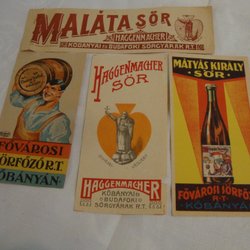 MALÁTA SÖR
HAGGENMACHER
KŐBÁNYAI ÉS BUDAFOKI SÖRGYÁRAK R.T.
FŐVÁROSI
SÖRFŐZŐ R.T.
KŐBÁNYÁN
HAGGENMACHER
SÖR
HAGGENMACHER
KŐBÁNYAI ÉS
BUDAFOKI
SÖRGYÁRAK
R.T.
MÁTYÁS KIRÁLY
SÖR
FŐVÁROSI SÖRFŐZŐ
R.T.
KŐBÁNYÁN